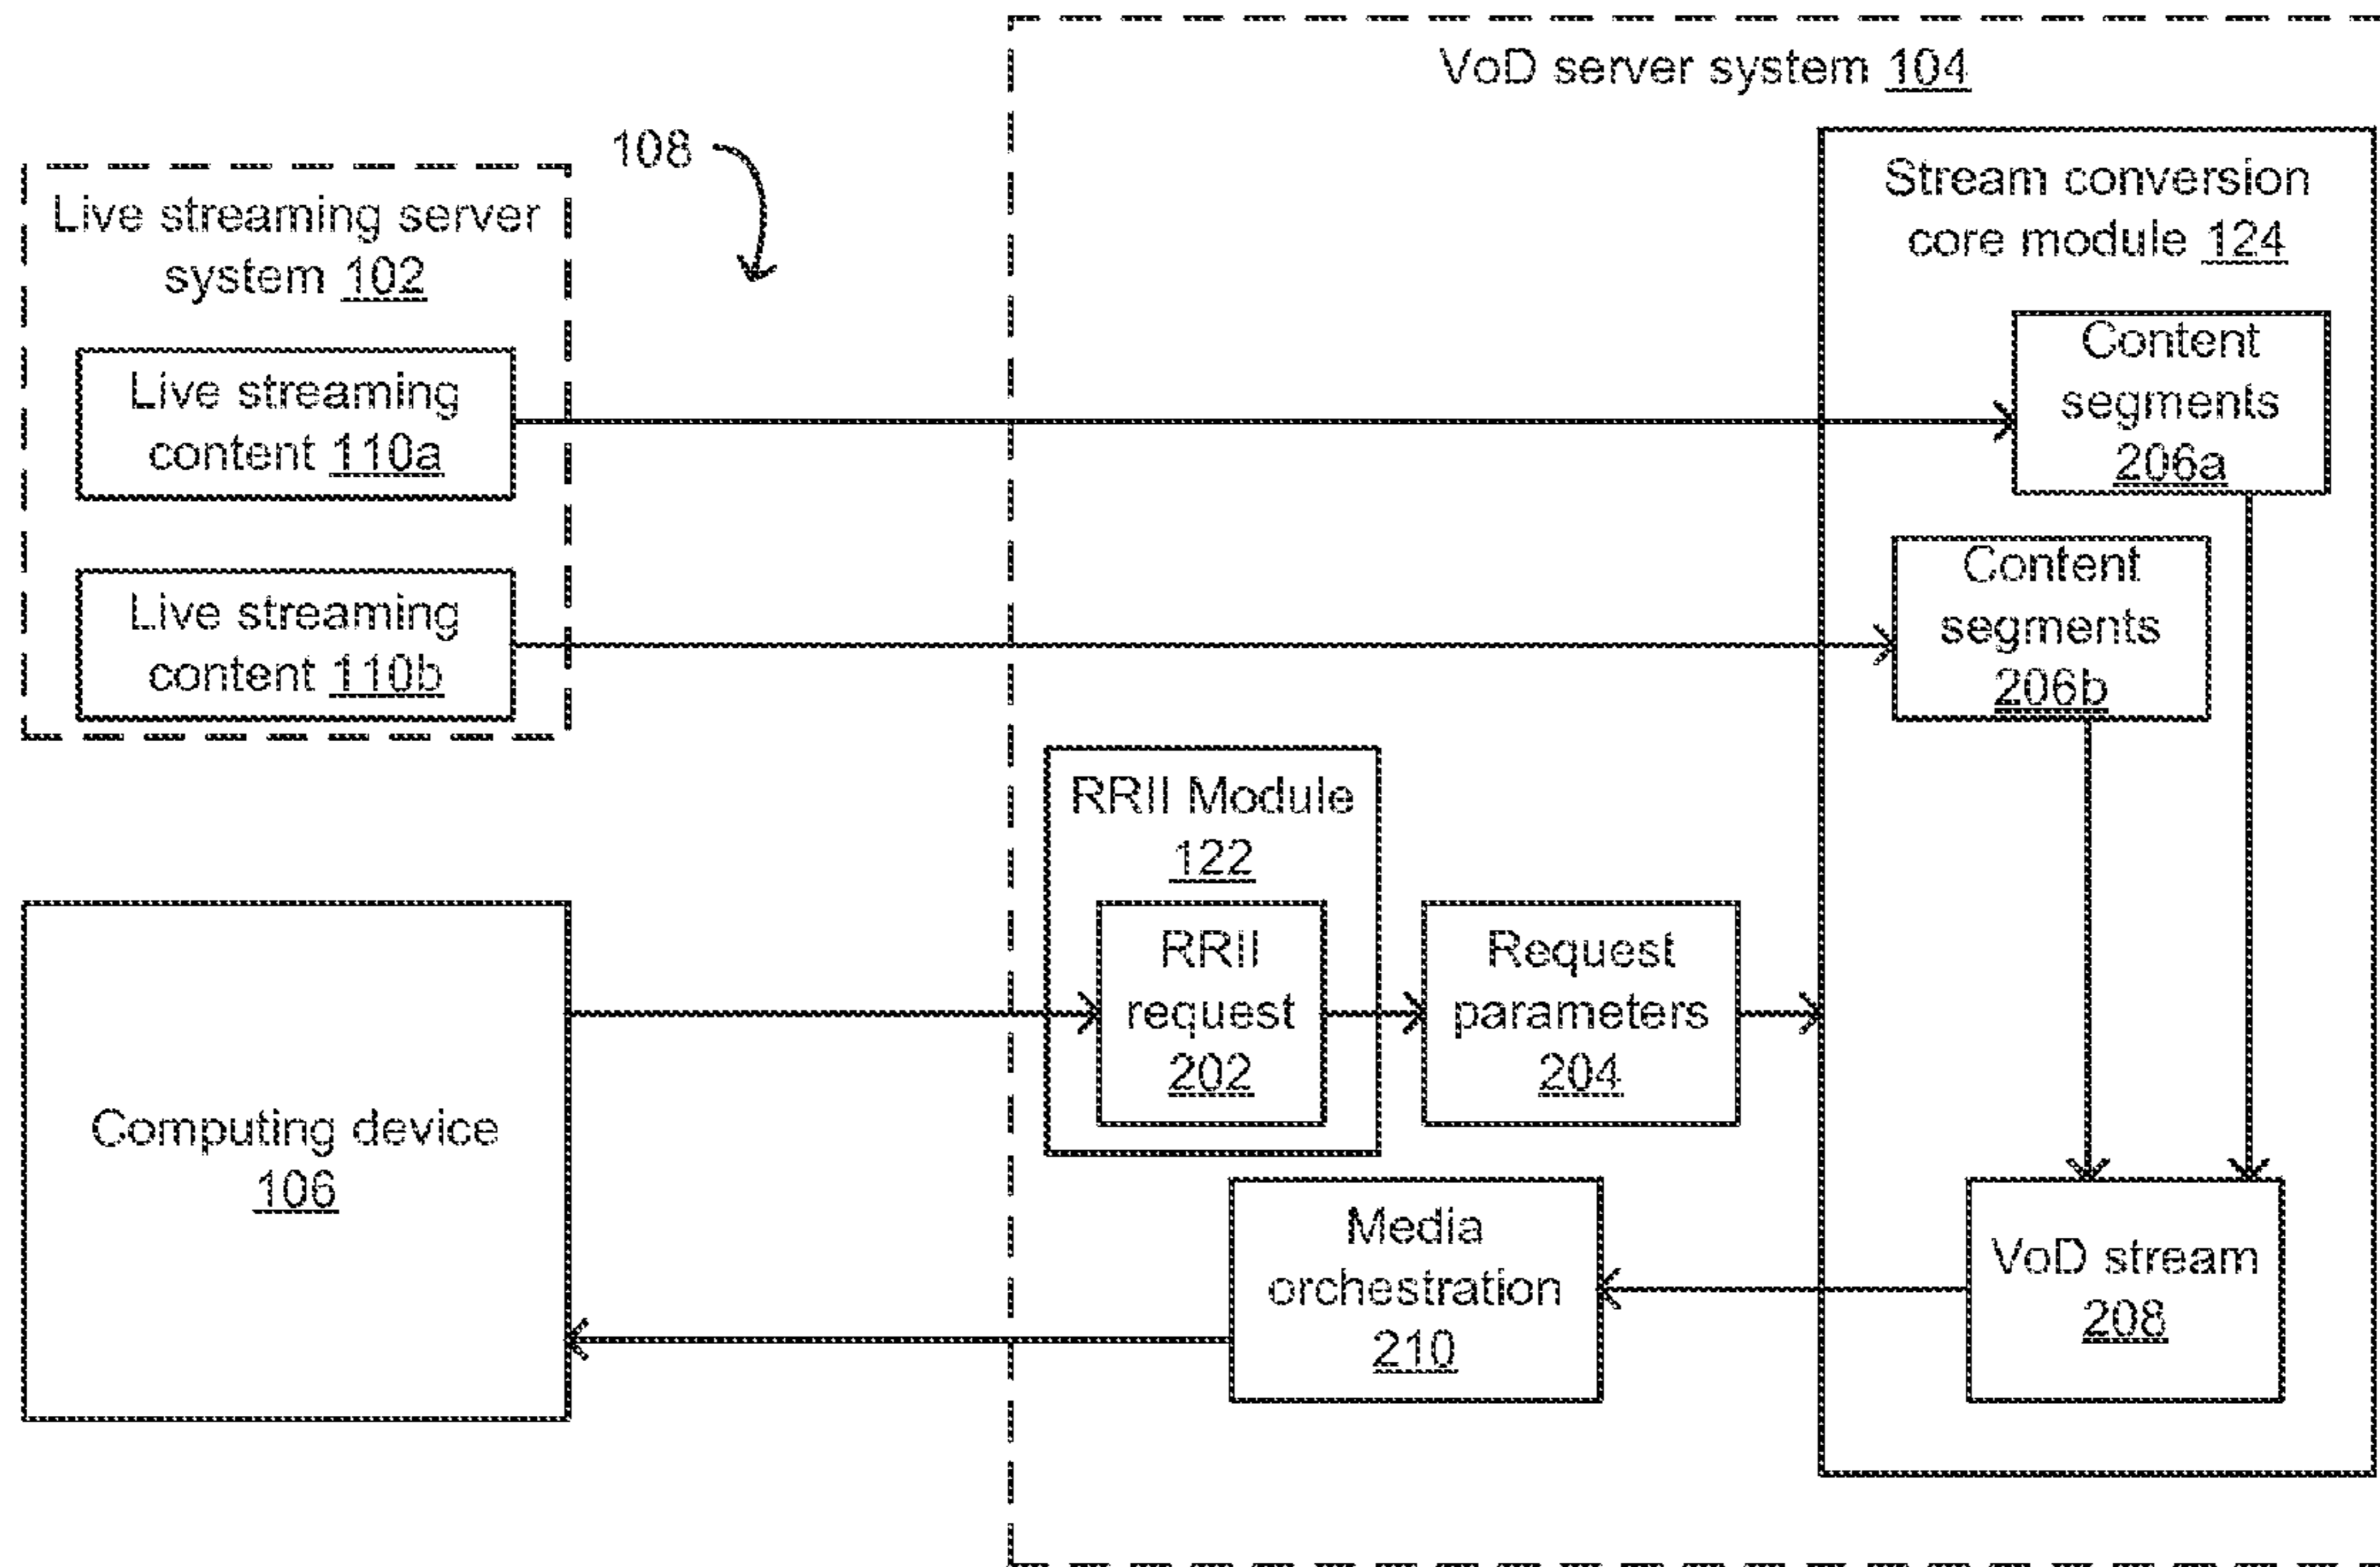 VoD server system 104
108
Live streaming server
system 102
Stream conversion
core module 124
Live streaming
content 110a
Content
segments
206a
Live streaming
content 110b
Content
segments
206b
RRII Module
122
RRII
request
202
Request
parameters
204
Computing device
106
Media
orchestration
210
VoD stream
208